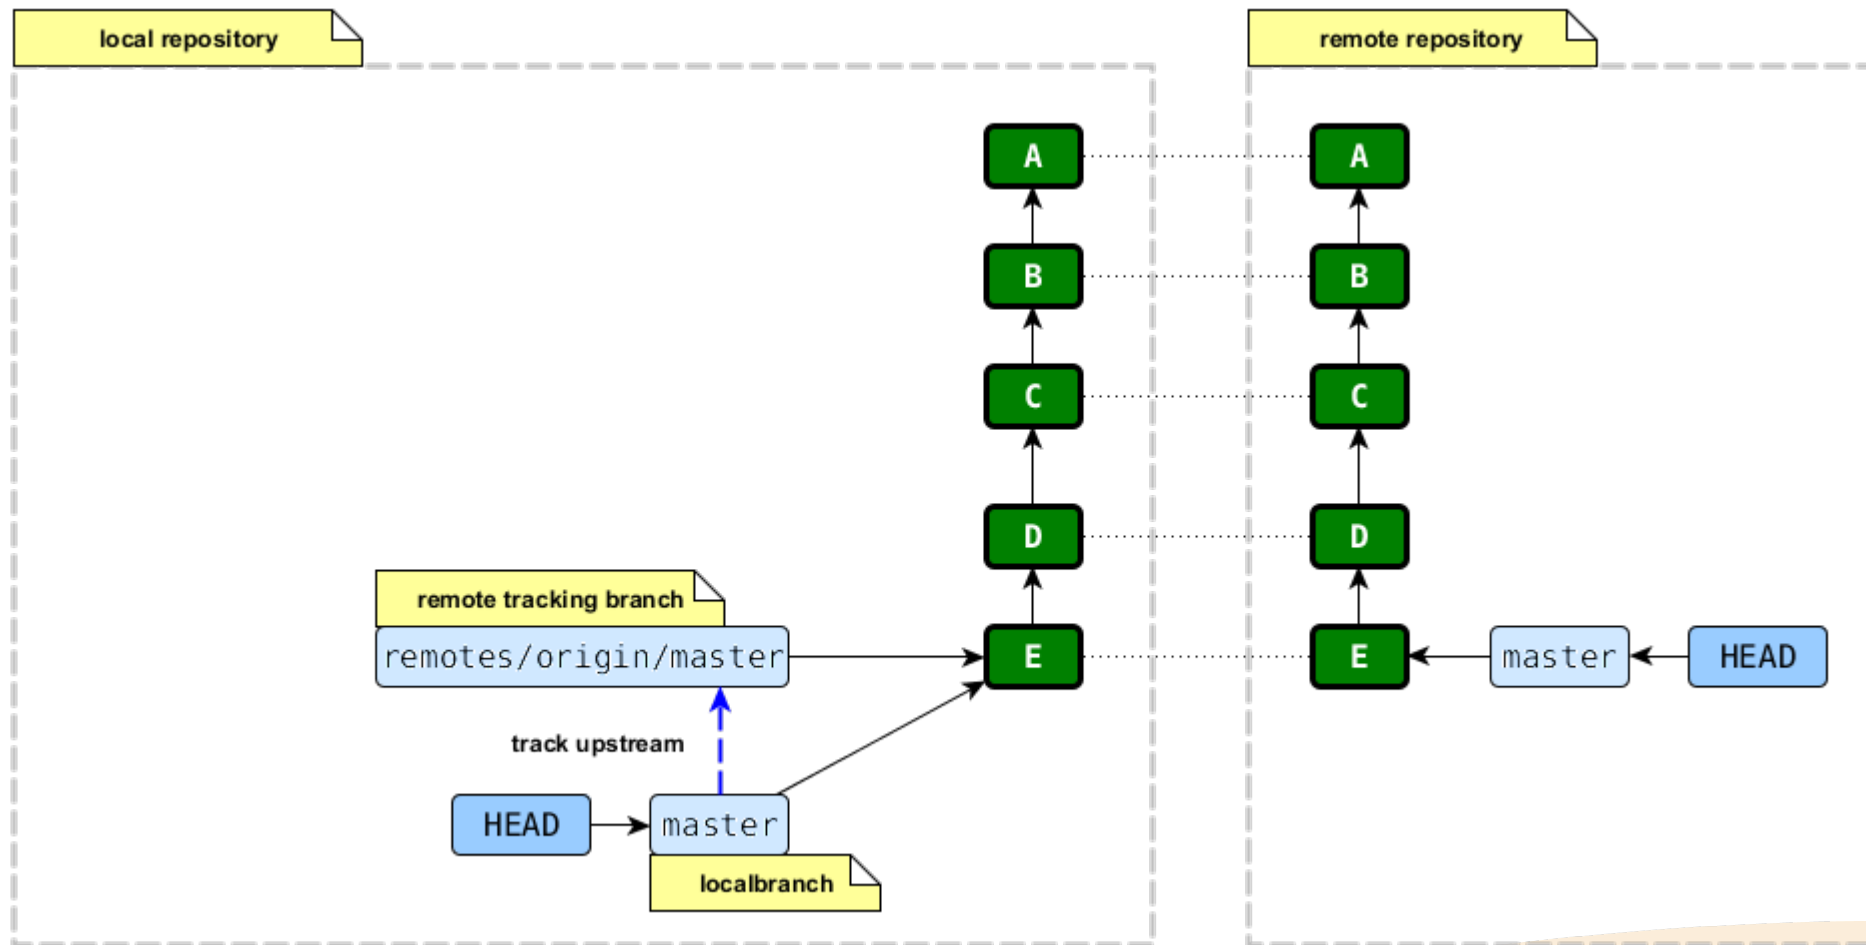 local repository
remote repository
A
A
B
B
C
C
D
D
remote tracking branch
remotes/origin/master
E
E
master
HEAD
track upstream
HEAD
master
localbranch